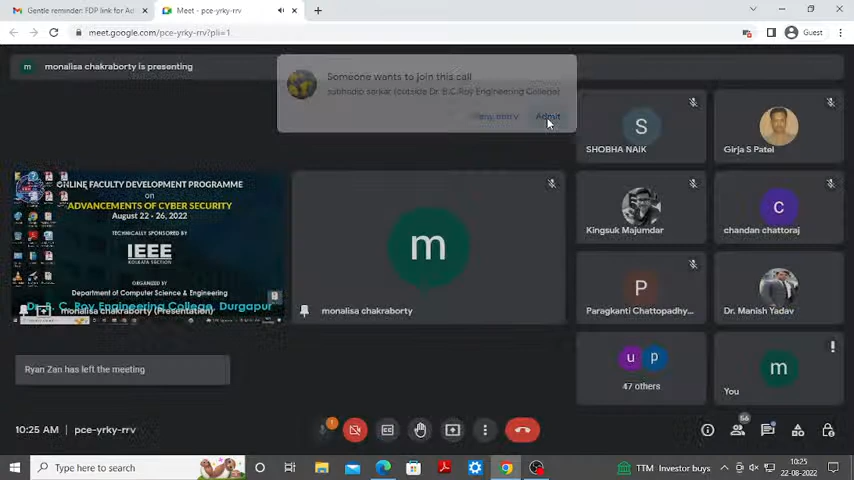 Gentle reminder: FDP link for Ad
Meet - pce-yrky-rrv
meet.google.com/pce-yrky-rrv?pli=1
Guest
m
monalisa chakraborty is presenting
Someone wants to join this call
subhadip sarkar (outside Dr. B.C.Roy Engineering College)
Deny entry
Admit
S
SHOBHA NAIK
Girja S Patel
ONLINE FACULTY DEVELOPMENT PROGRAMME
on
ADVANCEMENTS OF CYBER SECURITY
August 22 - 26, 2022
TECHNICALLY SPONSORED BY
IEEE
KOLKATA SECTION
ORGANIZED BY
Department of Computer Science & Engineering
Dr. B. C. Roy Engineering College, Durgapur
monalisa chakraborty (Presentation)
m
monalisa chakraborty
Kingsuk Majumdar
c
chandan chattoraj
P
Paragkanti Chattopadhy...
Dr. Manish Yadav
Ryan Zan has left the meeting
u
p
47 others
m
You
10:25 AM
pce-yrky-rrv
56
Type here to search
TTM Investor buys
10:25
22-08-2022